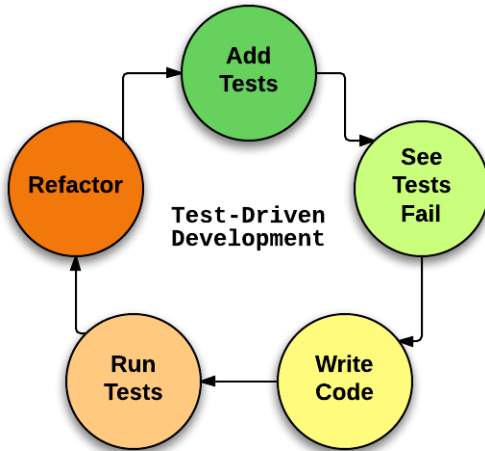 Add
Tests
See
Tests
Fail
Refactor
Test-Driven
Development
Run
Tests
Write
Code